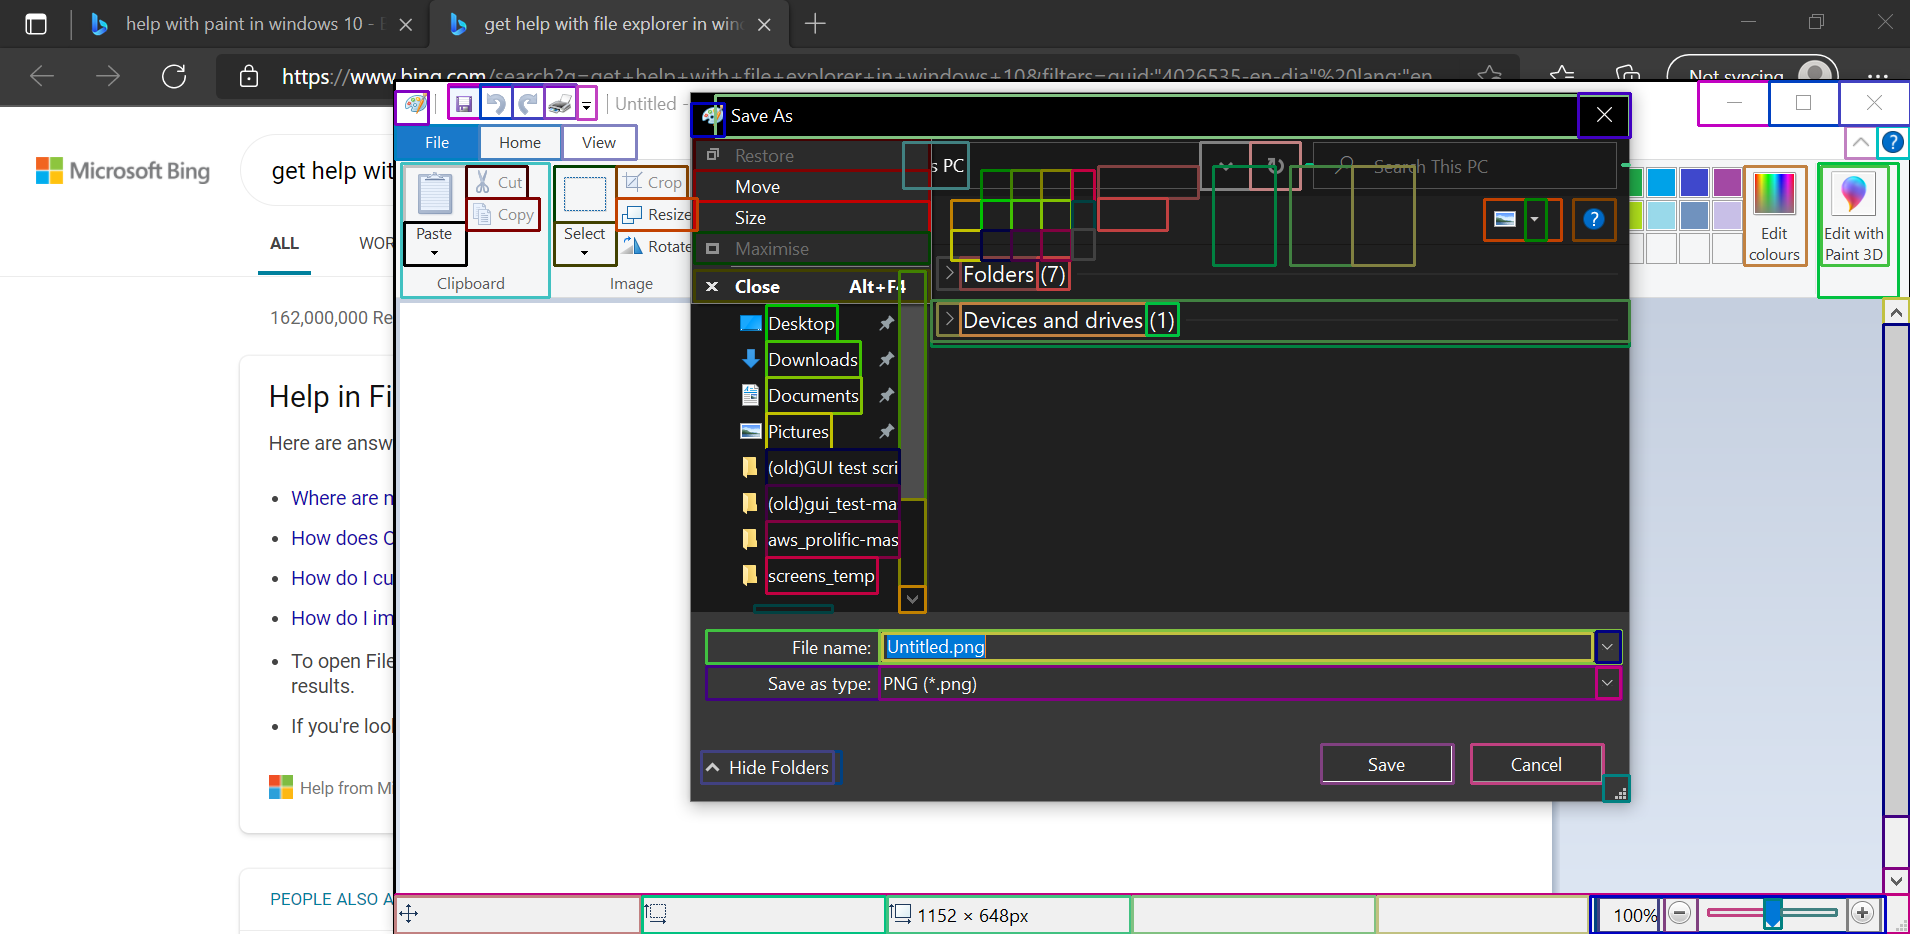 help with paint in windows 10 -
get help with file explorer in win
https://www.bing.com/search?q=get+help+with+file+explorer+in+windows+10&filters=guid:"4026535-en-dia"%20lang:"en
Not syncing
Untitled -
File
Home
View
Paste
Cut
Copy
Clipboard
Select
Crop
Resize
Rotate
Image
Edit
colours
Edit with
Paint 3D
Save As
Restore
Move
Size
Maximise
Close Alt+F4
s PC
Search This PC
Folders (7)
Devices and drives (1)
Desktop
Downloads
Documents
Pictures
(old)GUI test scri
(old)gui_test-ma
aws_prolific-mas
screens_temp
File name: Untitled.png
Save as type: PNG (*.png)
Hide Folders
Save
Cancel
Microsoft Bing
get help wit
ALL
WOR
162,000,000 Re
Help in Fi
Here are answ
Where are n
How does C
How do I cu
How do I im
To open File
results.
If you're lool
Help from Mi
PEOPLE ALSO A
1152 × 648px
100%